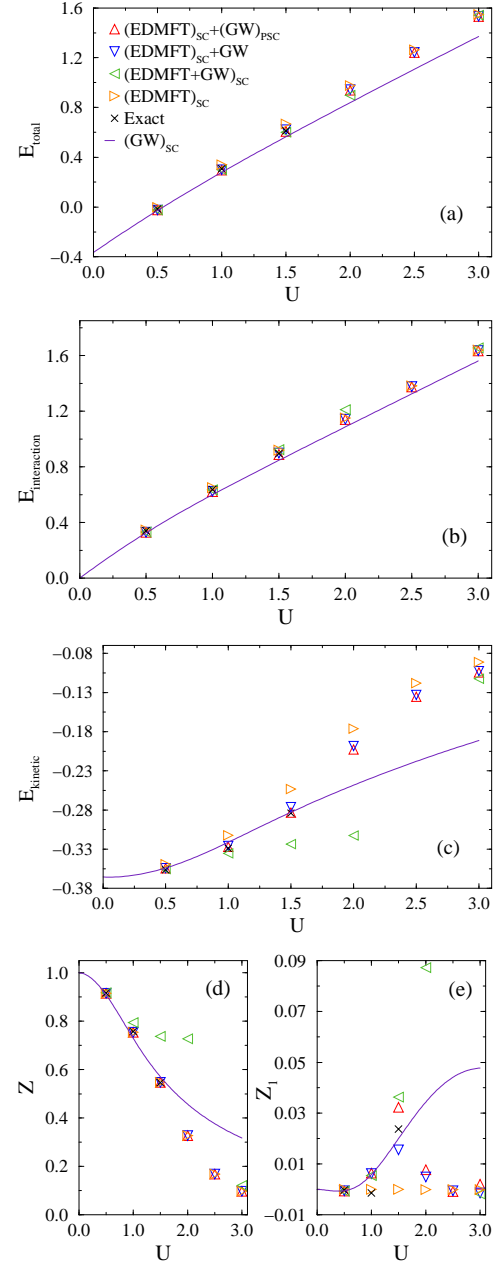 1.6
1.2
0.8
0.4
0.0
−0.4
E_total
(EDMFT)_SC+(GW)_PSC
(EDMFT)_SC+GW
(EDMFT+GW)_SC
(EDMFT)_SC
Exact
(GW)_SC
(a)
0.0 0.5 1.0 1.5 2.0 2.5 3.0
U
1.6
1.2
0.8
0.4
0.0
E_interaction
(b)
0.0 0.5 1.0 1.5 2.0 2.5 3.0
U
−0.08
−0.13
−0.18
−0.23
−0.28
−0.33
−0.38
E_kinetic
(c)
0.0 0.5 1.0 1.5 2.0 2.5 3.0
U
1.0
0.8
0.6
0.4
0.2
0.0
Z
(d)
0.0 1.0 2.0 3.0
U
0.09
0.07
0.05
0.03
0.01
−0.01
Z_1
(e)
0.0 1.0 2.0 3.0
U